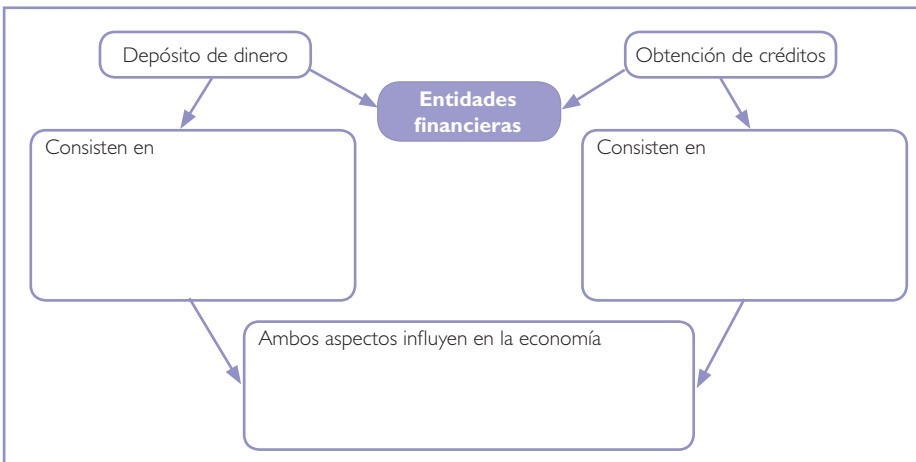 Depósito de dinero
Obtención de créditos
Entidades
financieras
Consisten en
Consisten en
Ambos aspectos influyen en la economía